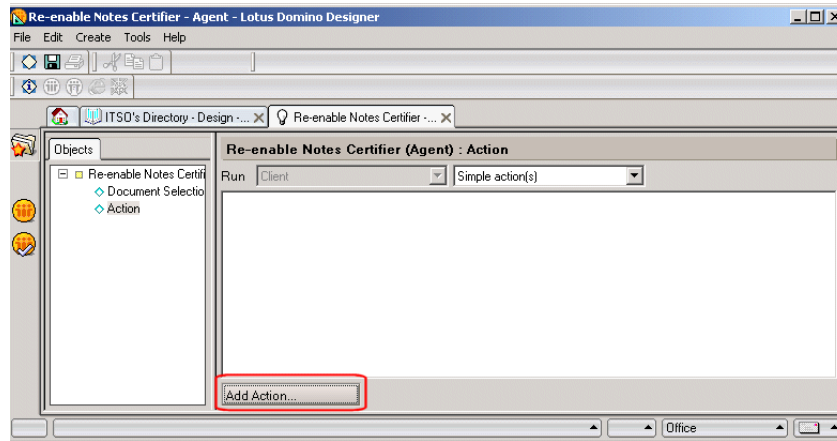 Re-enable Notes Certifier - Agent - Lotus Domino Designer
File Edit Create Tools Help
ITSO's Directory - Design -... Re-enable Notes Certifier -...
Objects
Re-enable Notes Certifier (Agent) : Action
Re-enable Notes Certifi
Run Client Simple action(s)
Document Selectio
Action
Add Action...
Office